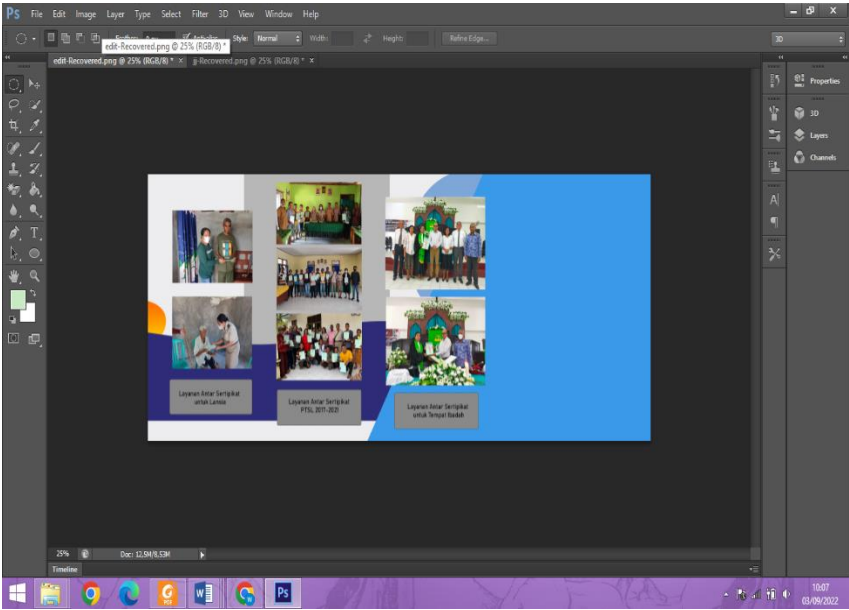 Ps File Edit Image Layer Type Select Filter 3D View Window Help
Style: Normal Width: Height: Refine Edge... 3D
edit-Recovered.png @ 25% (RGB/8) *
edit-Recovered.png @ 25% (RGB/8) * × jj-Recovered.png @ 25% (RGB/8) * ×
Properties
3D
Layers
Channels
Layanan Antar Sertipikat
untuk Lansia
Layanan Antar Sertipikat
PTSL 2017-2021
Layanan Antar Sertipikat
untuk Tempat Ibadah
25% Doc: 12,5M/8,53M
Timeline
Ps
10:07
03/09/2022